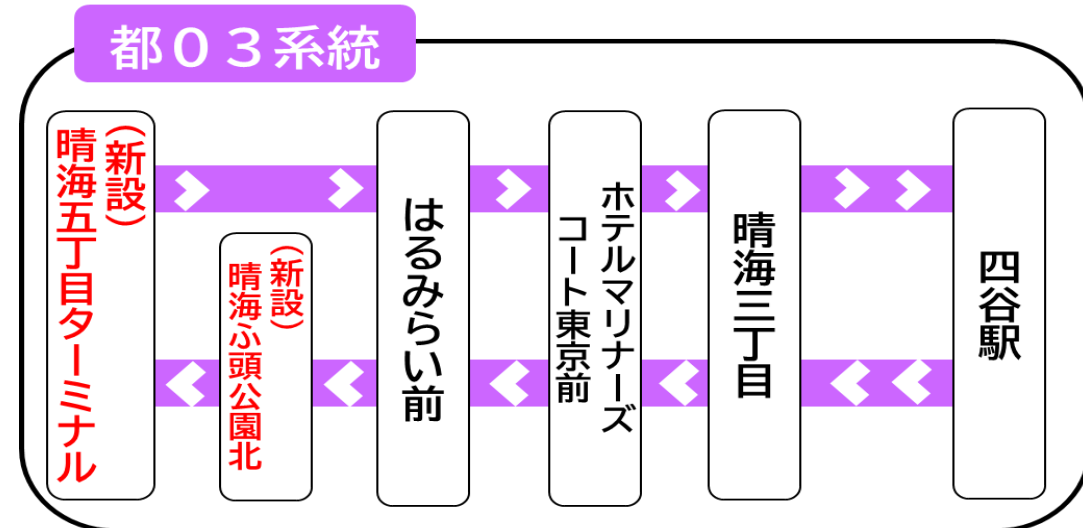 都０３系統
(新設)
晴海五丁目ターミナル
(新設)
晴海ふ頭公園北
はるみらい前
ホテルマリナーズ
コート東京前
晴海三丁目
四谷駅